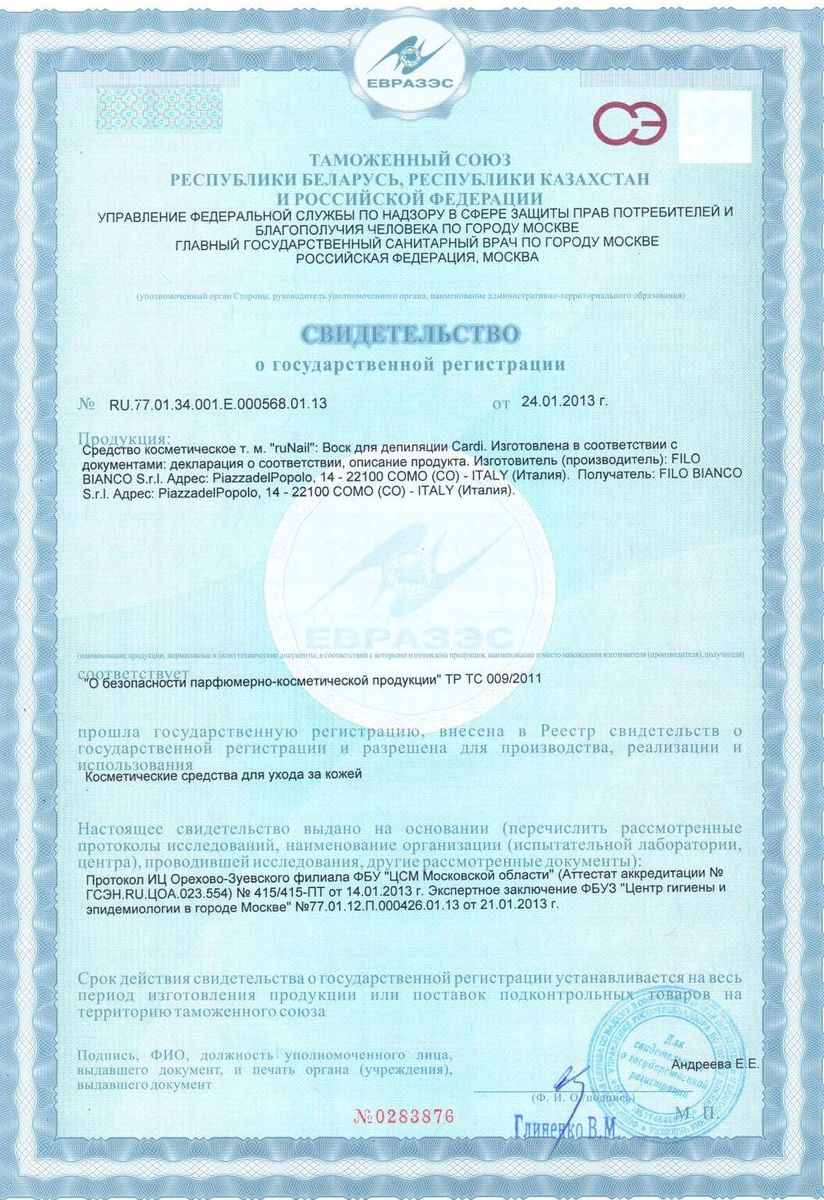 ЕВРАЗЭС
СЭ
ТАМОЖЕННЫЙ СОЮЗ
РЕСПУБЛИКИ БЕЛАРУСЬ, РЕСПУБЛИКИ КАЗАХСТАН
И РОССИЙСКОЙ ФЕДЕРАЦИИ
УПРАВЛЕНИЕ ФЕДЕРАЛЬНОЙ СЛУЖБЫ ПО НАДЗОРУ В СФЕРЕ ЗАЩИТЫ ПРАВ ПОТРЕБИТЕЛЕЙ И
БЛАГОПОЛУЧИЯ ЧЕЛОВЕКА ПО ГОРОДУ МОСКВЕ
ГЛАВНЫЙ ГОСУДАРСТВЕННЫЙ САНИТАРНЫЙ ВРАЧ ПО ГОРОДУ МОСКВЕ
РОССИЙСКАЯ ФЕДЕРАЦИЯ, МОСКВА
(уполномоченный орган Стороны, руководитель уполномоченного органа, наименование административно-территориального образования)
СВИДЕТЕЛЬСТВО
о государственной регистрации
№ RU.77.01.34.001.Е.000568.01.13 от 24.01.2013 г.
Продукция:
Средство косметическое т. м. "ruNail": Воск для депиляции Cardi. Изготовлена в соответствии с
документами: декларация о соответствии, описание продукта. Изготовитель (производитель): FILO
BIANCO S.r.l. Адрес: PiazzadelPopolo, 14 - 22100 COMO (CO) - ITALY (Италия). Получатель: FILO BIANCO
S.r.l. Адрес: PiazzadelPopolo, 14 - 22100 COMO (CO) - ITALY (Италия).
ЕВРАЗЭС
(наименование продукции, нормативные и (или) технические документы, в соответствии с которыми изготовлена продукция, наименование и место нахождения изготовителя (производителя), получателя)
соответствует
"О безопасности парфюмерно-косметической продукции" ТР ТС 009/2011
прошла государственную регистрацию, внесена в Реестр свидетельств о
государственной регистрации и разрешена для производства, реализации и
использования
Косметические средства для ухода за кожей
Настоящее свидетельство выдано на основании (перечислить рассмотренные
протоколы исследований, наименование организации (испытательной лаборатории,
центра), проводившей исследования, другие рассмотренные документы):
Протокол ИЦ Орехово-Зуевского филиала ФБУ "ЦСМ Московской области" (Аттестат аккредитации №
ГСЭН.RU.ЦОА.023.554) № 415/415-ПТ от 14.01.2013 г. Экспертное заключение ФБУЗ "Центр гигиены и
эпидемиологии в городе Москве" №77.01.12.П.000426.01.13 от 21.01.2013 г.
Срок действия свидетельства о государственной регистрации устанавливается на весь
период изготовления продукции или поставок подконтрольных товаров на
территорию таможенного союза
Подпись, ФИО, должность уполномоченного лица,
выдавшего документ, и печать органа (учреждения),
выдавшего документ
Андреева Е.Е.
(Ф. И. О./подпись)
М. П.
Для
свидетельств
о государственной
регистрации
№0283876
Глиненко В.М.